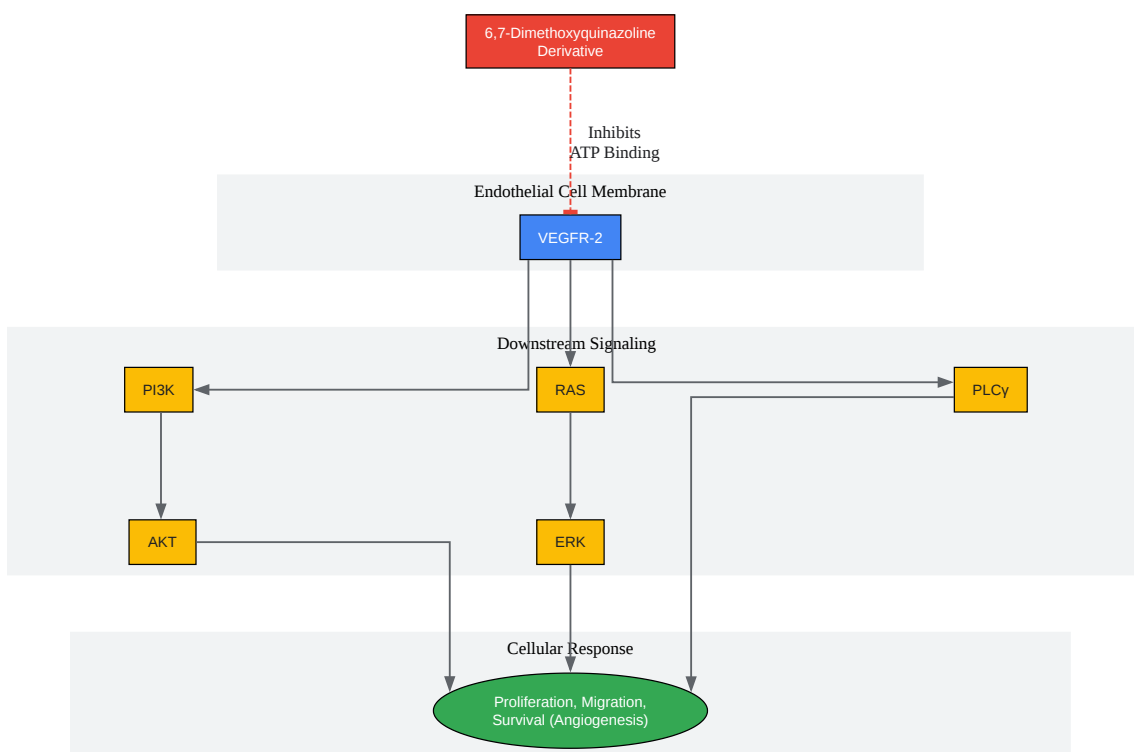 6,7-Dimethoxyquinazoline
Derivative
Inhibits
ATP Binding
Endothelial Cell Membrane
VEGFR-2
Downstream Signaling
PI3K
RAS
PLCγ
AKT
ERK
Cellular Response
Proliferation, Migration,
Survival (Angiogenesis)